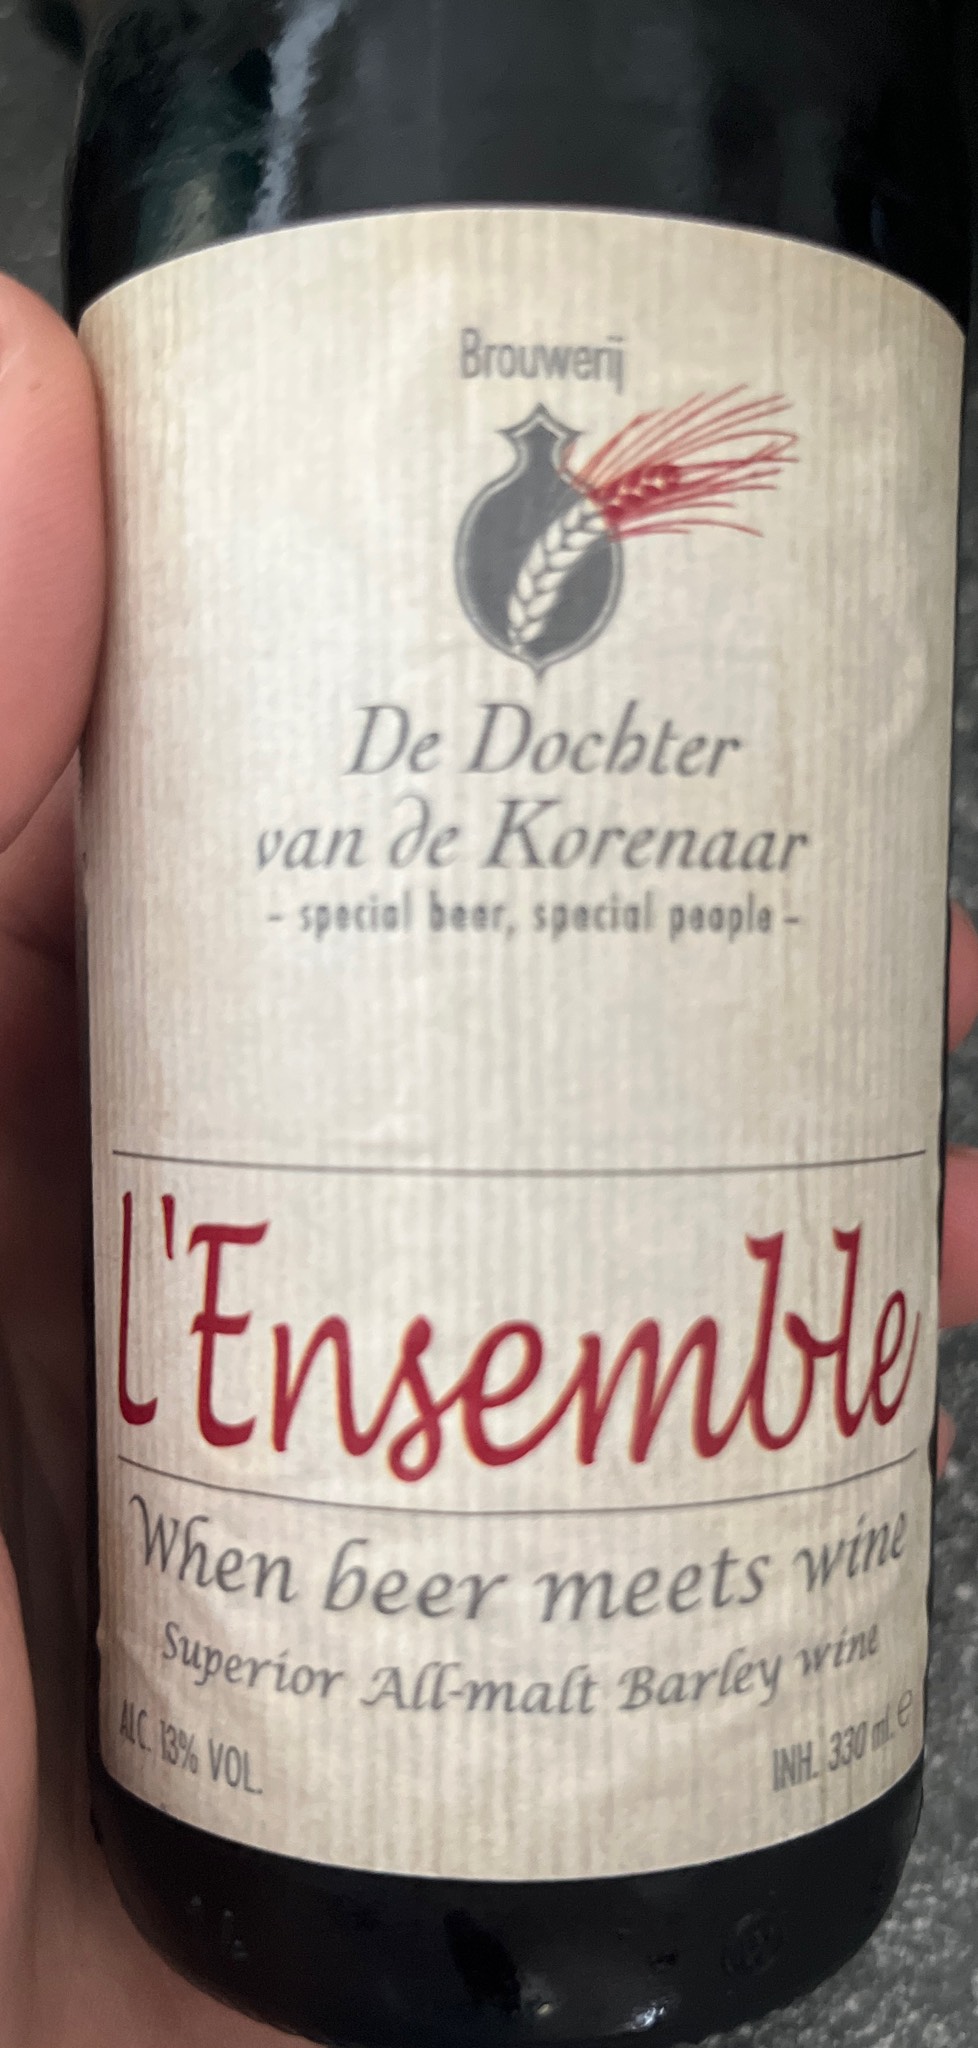 Brouwerij
De Dochter
van de Korenaar
- special beer, special people -
l'Ensemble
When beer meets wine
Superior All-malt Barley wine
ALC. 13% VOL.
INH. 330 ml. e